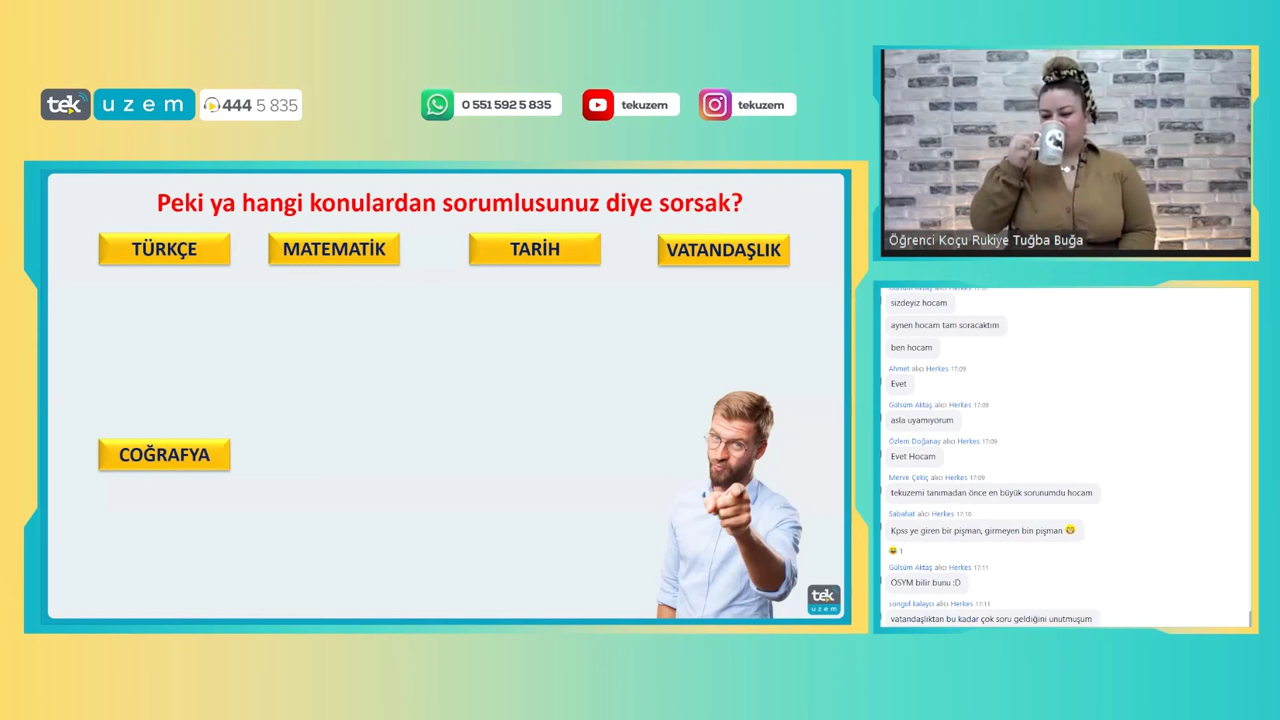 tek uzem 444 5 835
0 551 592 5 835
tekuzem
tekuzem
Peki ya hangi konulardan sorumlusunuz diye sorsak?
TÜRKÇE
MATEMATİK
TARİH
VATANDAŞLIK
COĞRAFYA
tek
uzem
Öğrenci Koçu Rukiye Tuğba Buğa
sizdeyiz hocam
aynen hocam tam soracaktım
ben hocam
Ahmet alıcı Herkes 17:09
Evet
Gülsüm Aktaş alıcı Herkes 17:09
asla uyamıyorum
Özlem Doğanay alıcı Herkes 17:09
Evet Hocam
Merve Çekiç alıcı Herkes 17:09
tekuzemi tanımadan önce en büyük sorunumdu hocam
Sabahat alıcı Herkes 17:10
Kpss ye giren bir pişman, girmeyen bin pişman 😁
😆 1
Gülsüm Aktaş alıcı Herkes 17:11
ÖSYM bilir bunu :D
songul kalaycı alıcı Herkes 17:11
vatandaşlıktan bu kadar çok soru geldiğini unutmuşum